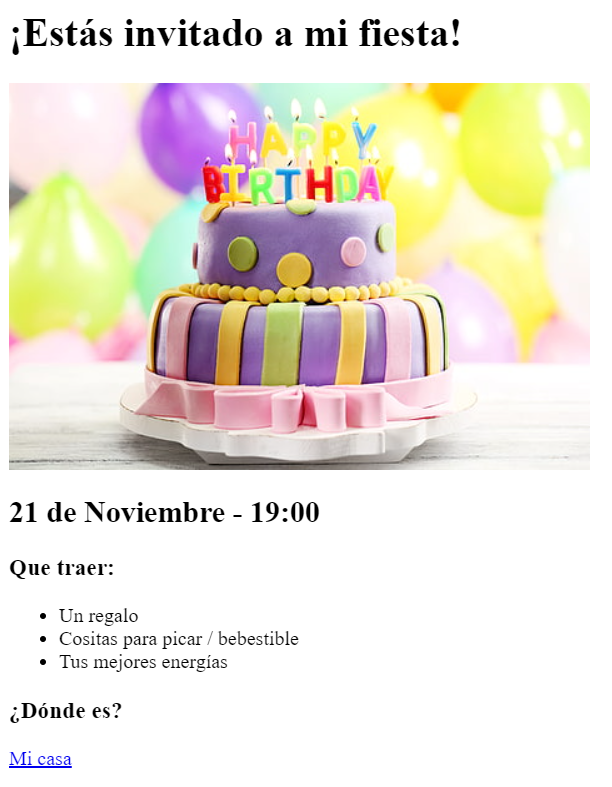 ¡Estás invitado a mi fiesta!
HAPPY
BIRTHDAY
21 de Noviembre - 19:00
Que traer:
Un regalo
Cositas para picar / bebestible
Tus mejores energías
¿Dónde es?
Mi casa